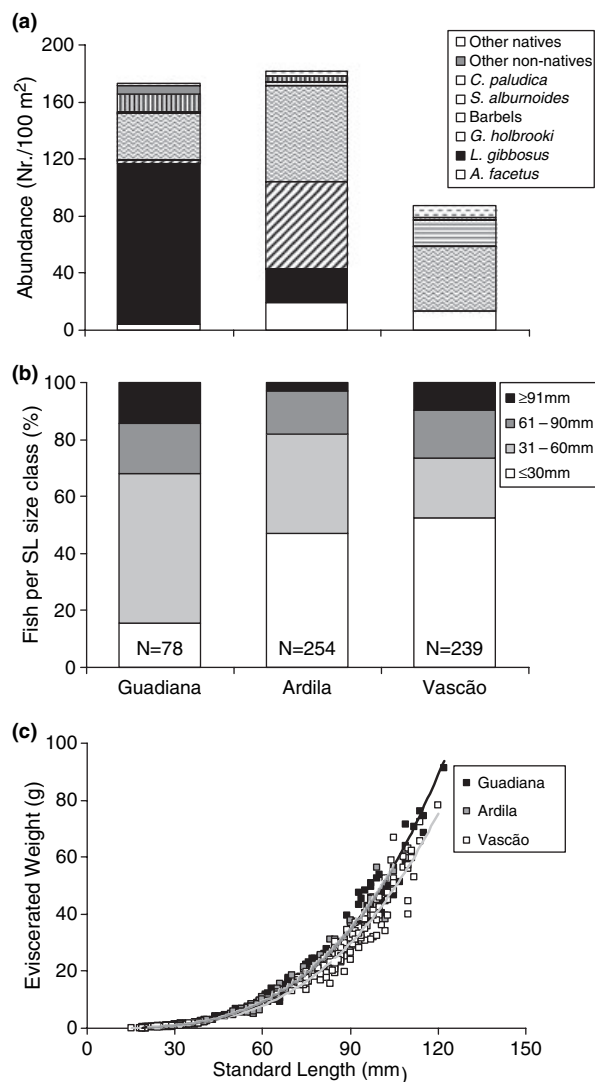 (a)
200
160
120
80
40
0
Abundance (Nr./100 m²)
Other natives
Other non-natives
C. paludica
S. alburnoides
Barbels
G. holbrooki
L. gibbosus
A. facetus
(b)
100
80
60
40
20
0
Fish per SL size class (%)
≥91mm
61–90mm
31–60mm
≤30mm
N=78 N=254 N=239
Guadiana Ardila Vascão
(c)
100
80
60
40
20
0
Eviscerated Weight (g)
Guadiana
Ardila
Vascão
0 30 60 90 120 150
Standard Length (mm)